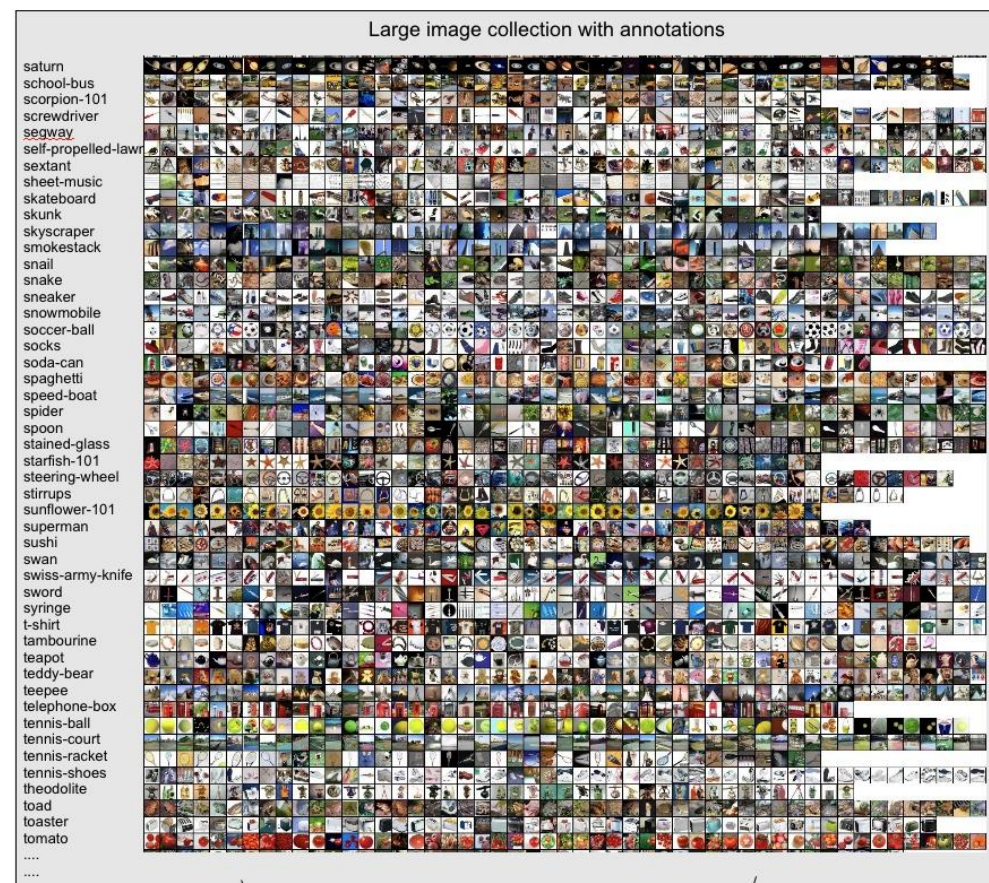 Large image collection with annotations
saturn
school-bus
scorpion-101
screwdriver
segway
self-propelled-lawn
sextant
sheet-music
skateboard
skunk
skyscraper
smokestack
snail
snake
sneaker
snowmobile
soccer-ball
socks
soda-can
spaghetti
speed-boat
spider
spoon
stained-glass
starfish-101
steering-wheel
stirrups
sunflower-101
superman
sushi
swan
swiss-army-knife
sword
syringe
t-shirt
tambourine
teapot
teddy-bear
teepee
telephone-box
tennis-ball
tennis-court
tennis-racket
tennis-shoes
theodolite
toad
toaster
tomato
....
....